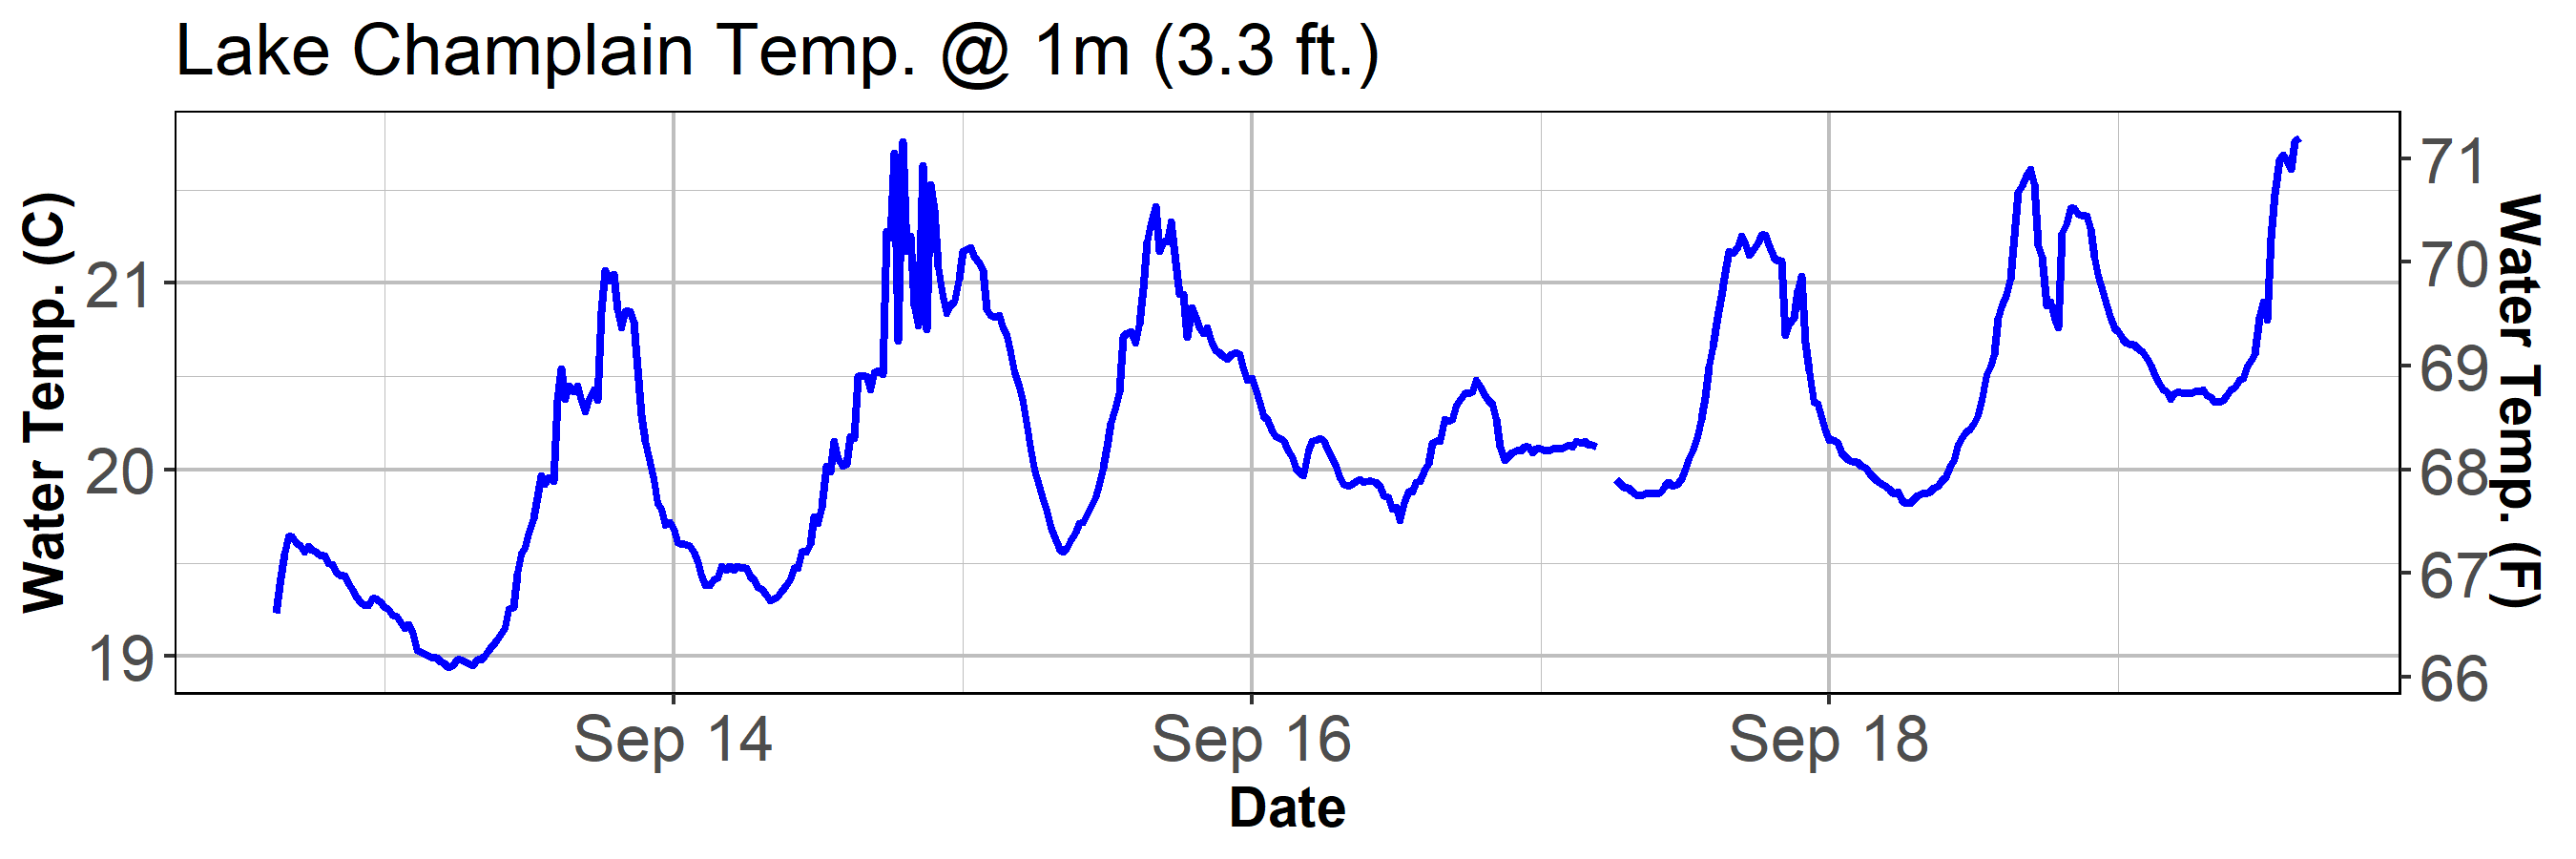 Lake Champlain Temp. @ 1m (3.3 ft.)
Water Temp. (C)
21
20
19
71
70
69
68
67
66
Water Temp. (F)
Sep 14
Sep 16
Sep 18
Date